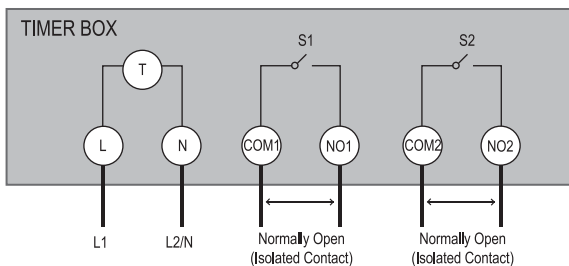 TIMER BOX
S1
S2
T
L
N
COM1
NO1
COM2
NO2
L1
L2/N
Normally Open
(Isolated Contact)
Normally Open
(Isolated Contact)